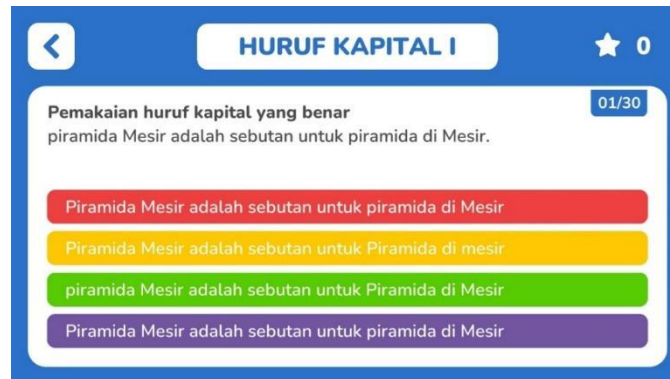 HURUF KAPITAL I
0
01/30
Pemakaian huruf kapital yang benar
piramida Mesir adalah sebutan untuk piramida di Mesir.
Piramida Mesir adalah sebutan untuk piramida di Mesir
Piramida Mesir adalah sebutan untuk Piramida di mesir
piramida Mesir adalah sebutan untuk Piramida di Mesir
Piramida Mesir adalah sebutan untuk piramida di Mesir